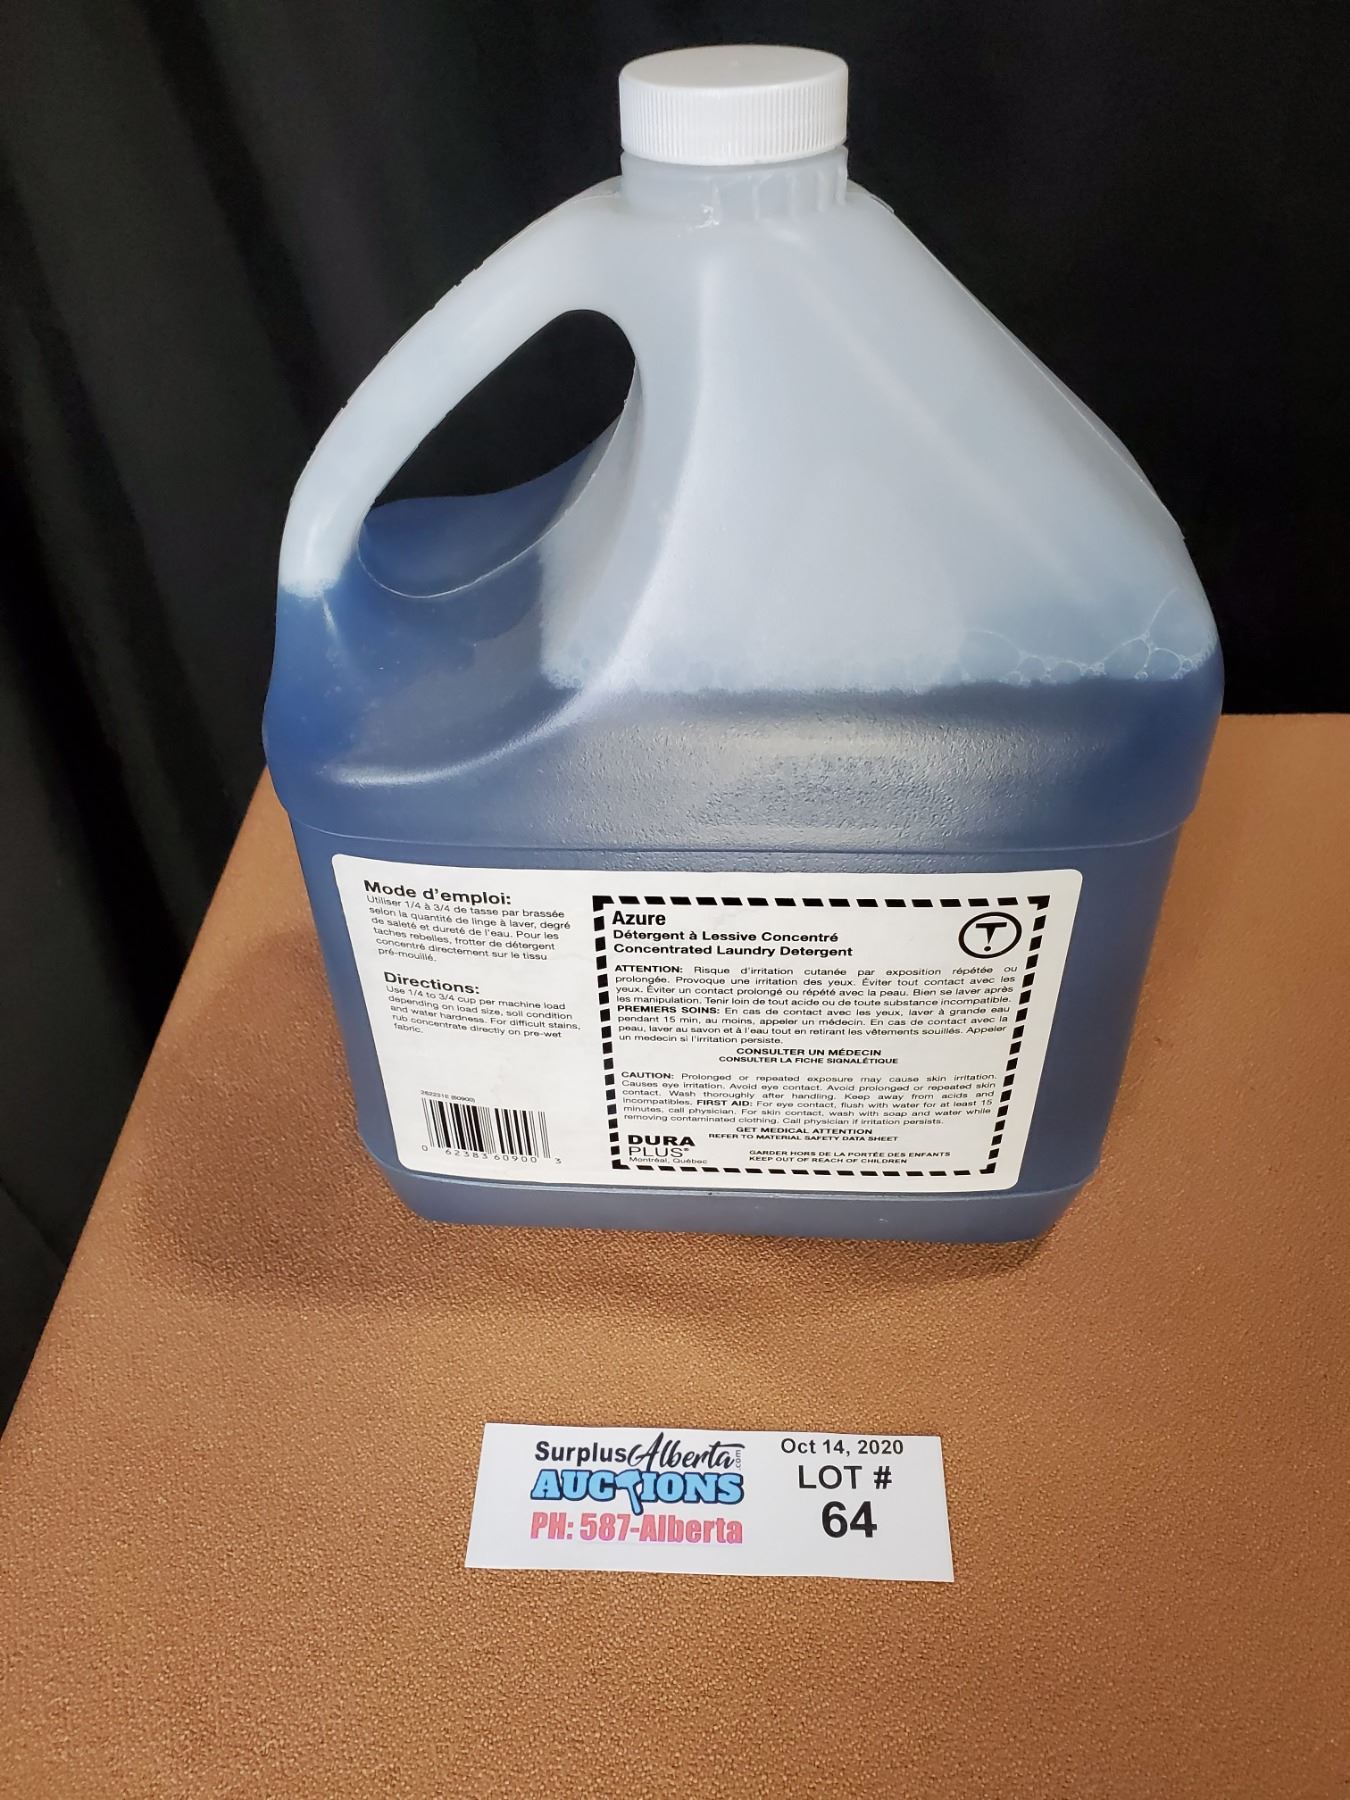 Mode d'emploi:
Utiliser 1/4 à 3/4 de tasse par brassée
selon la quantité de linge à laver, degré
de saleté et dureté de l'eau. Pour les
taches rebelles, frotter de détergent
concentré directement sur le tissu
pré-mouillé.
Directions:
Use 1/4 to 3/4 cup per machine load
depending on load size, soil condition
and water hardness. For difficult stains,
rub concentrate directly on pre-wet
fabric.
0 62383 60900 3
Azure
Détergent à Lessive Concentré
Concentrated Laundry Detergent
T
ATTENTION: Risque d'irritation cutanée par exposition répétée ou
prolongée. Provoque une irritation des yeux. Éviter tout contact avec les
yeux. Éviter un contact prolongé ou répété avec la peau. Bien se laver après
les manipulation. Tenir loin de tout acide ou de toute substance incompatible.
PREMIERS SOINS: En cas de contact avec les yeux, laver à grande eau
pendant 15 min, au moins, appeler un médecin. En cas de contact avec la
peau, laver au savon et à l'eau tout en retirant les vêtements souillés. Appeler
un medecin si l'irritation persiste.
CONSULTER UN MÉDECIN
CONSULTER LA FICHE SIGNALÉTIQUE
CAUTION: Prolonged or repeated exposure may cause skin irritation.
Causes eye irritation. Avoid eye contact. Avoid prolonged or repeated skin
contact. Wash thoroughly after handling. Keep away from acids and
incompatibles. FIRST AID: For eye contact, flush with water for at least 15
minutes, call physician. For skin contact, wash with soap and water while
removing contaminated clothing. Call physician if irritation persists.
GET MEDICAL ATTENTION
REFER TO MATERIAL SAFETY DATA SHEET
DURA
PLUS®
Montréal, Québec
GARDER HORS DE LA PORTÉE DES ENFANTS
KEEP OUT OF REACH OF CHILDREN
SurplusAlberta.com
AUCTIONS
PH: 587-Alberta
Oct 14, 2020
LOT #
64